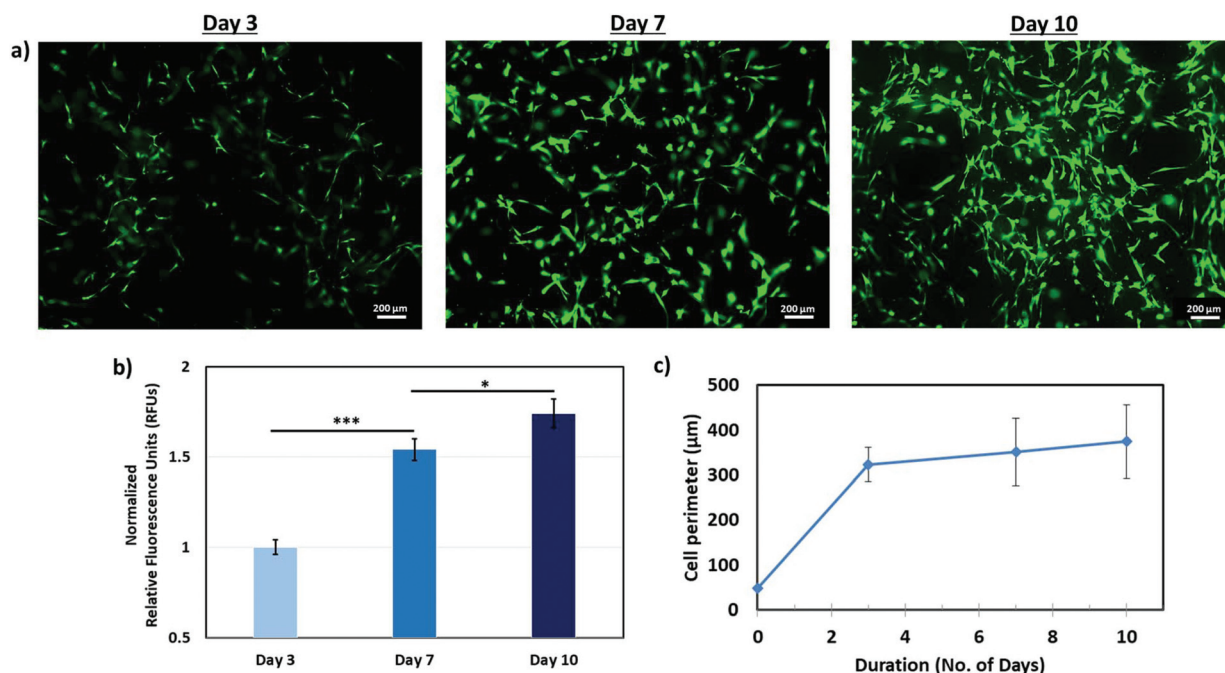 Day 3
Day 7
Day 10
a)
200 µm
200 µm
200 µm
b)
Normalized
Relative Fluorescence Units (RFUs)
2
1.5
1
0.5
***
*
Day 3
Day 7
Day 10
c)
Cell perimeter (µm)
500
400
300
200
100
0
0
2
4
6
8
10
Duration (No. of Days)